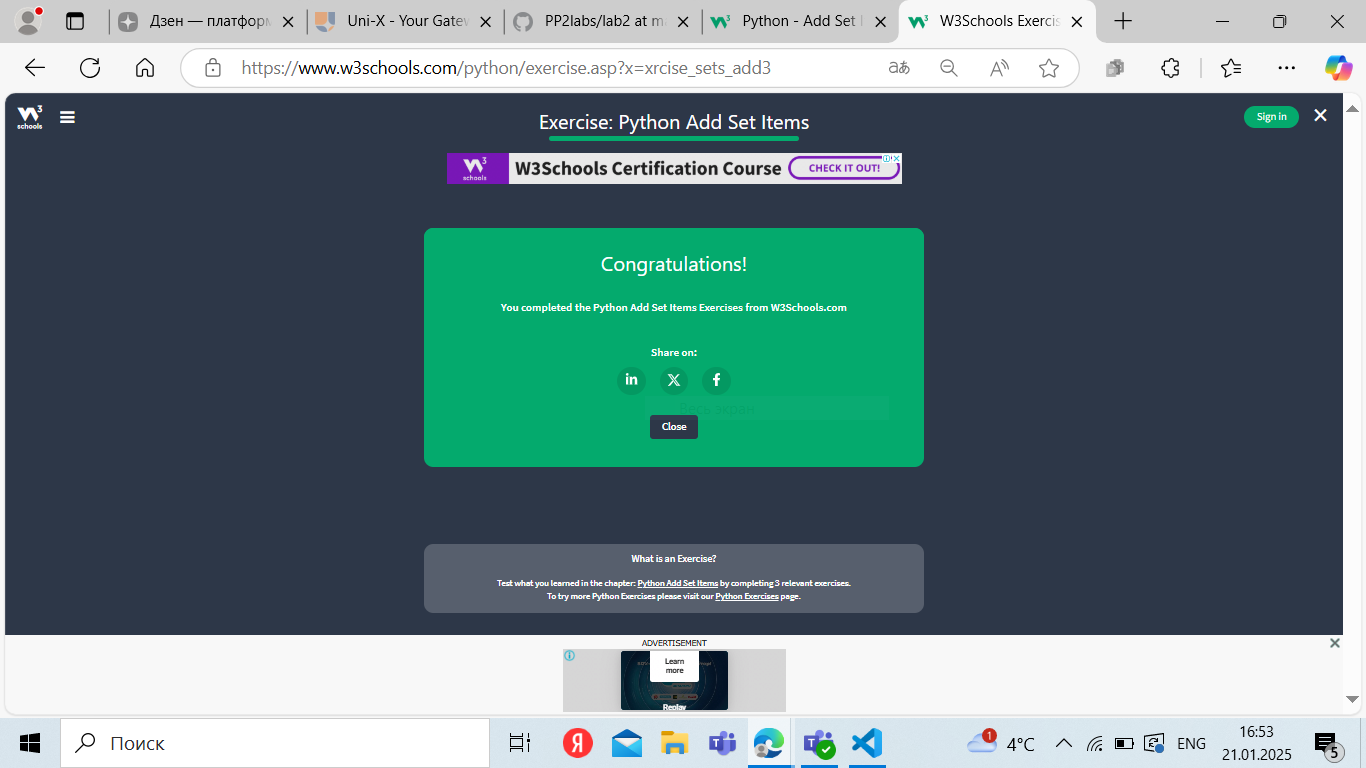 Дзен — платформ
Uni-X - Your Gatew
PP2labs/lab2 at ma
Python - Add Set I
W3Schools Exercis
https://www.w3schools.com/python/exercise.asp?x=xrcise_sets_add3
schools
Exercise: Python Add Set Items
Sign in
schools
W3Schools Certification Course
CHECK IT OUT!
Congratulations!
You completed the Python Add Set Items Exercises from W3Schools.com
Share on:
Close
What is an Exercise?
Test what you learned in the chapter: Python Add Set Items by completing 3 relevant exercises.
To try more Python Exercises please visit our Python Exercises page.
ADVERTISEMENT
Learn
more
Replay
Поиск
1
4°C
ENG
16:53
21.01.2025
5